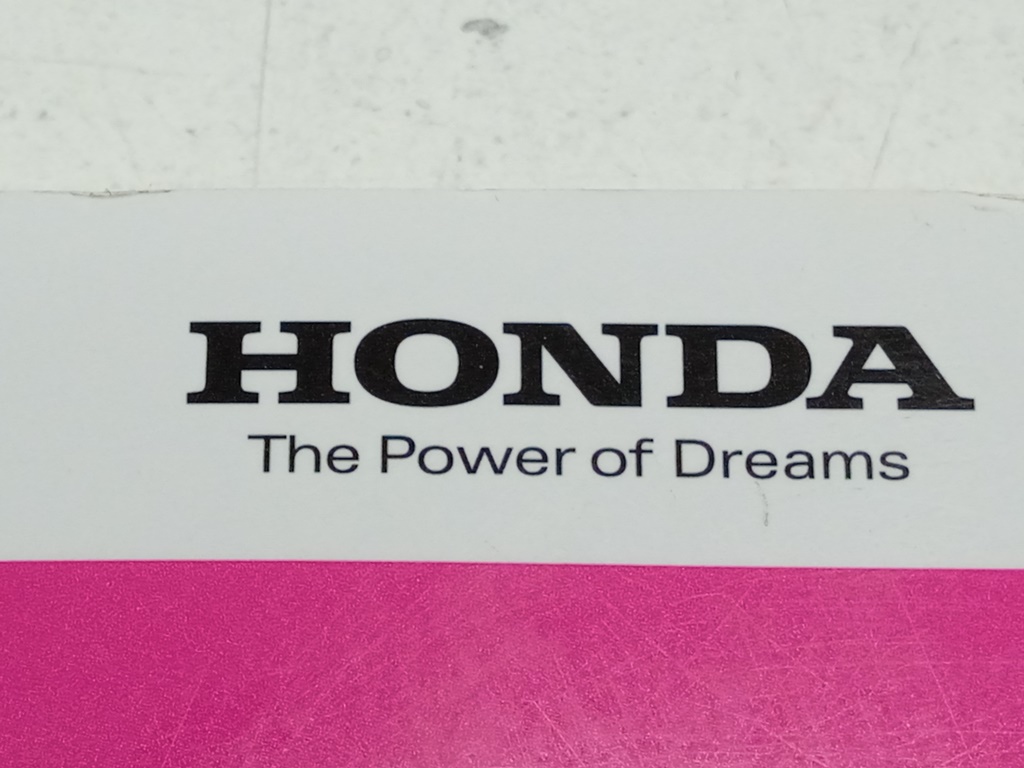 HONDA
The Power of Dreams